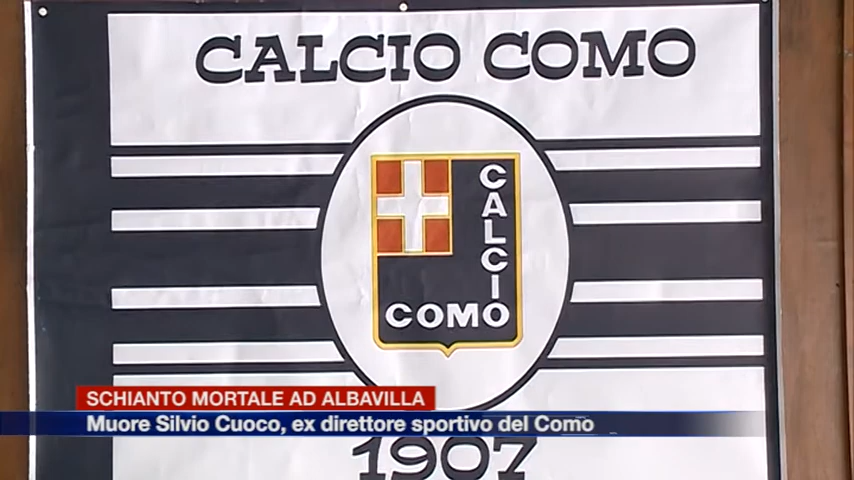 CALCIO COMO
CALCIO
COMO
SCHIANTO MORTALE AD ALBAVILLA
Muore Silvio Cuoco, ex direttore sportivo del Como
1907